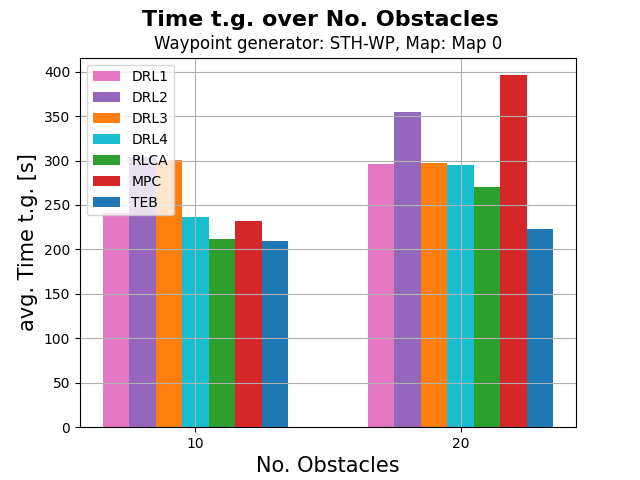 Time t.g. over No. Obstacles
Waypoint generator: STH-WP, Map: Map 0
avg. Time t.g. [s]
400
350
300
250
200
150
100
50
0
DRL1
DRL2
DRL3
DRL4
RLCA
MPC
TEB
10
20
No. Obstacles